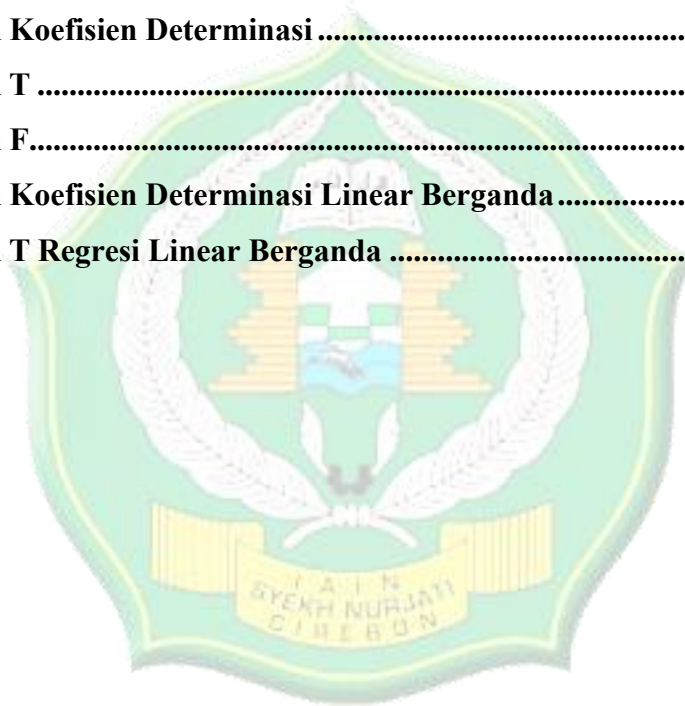 Koefisien Determinasi ........................................................
T ................................................................................................
F................................................................................................
Koefisien Determinasi Linear Berganda ...................
T Regresi Linear Berganda ............................................
I A I N
SYEKH NURJATI
CIREBON